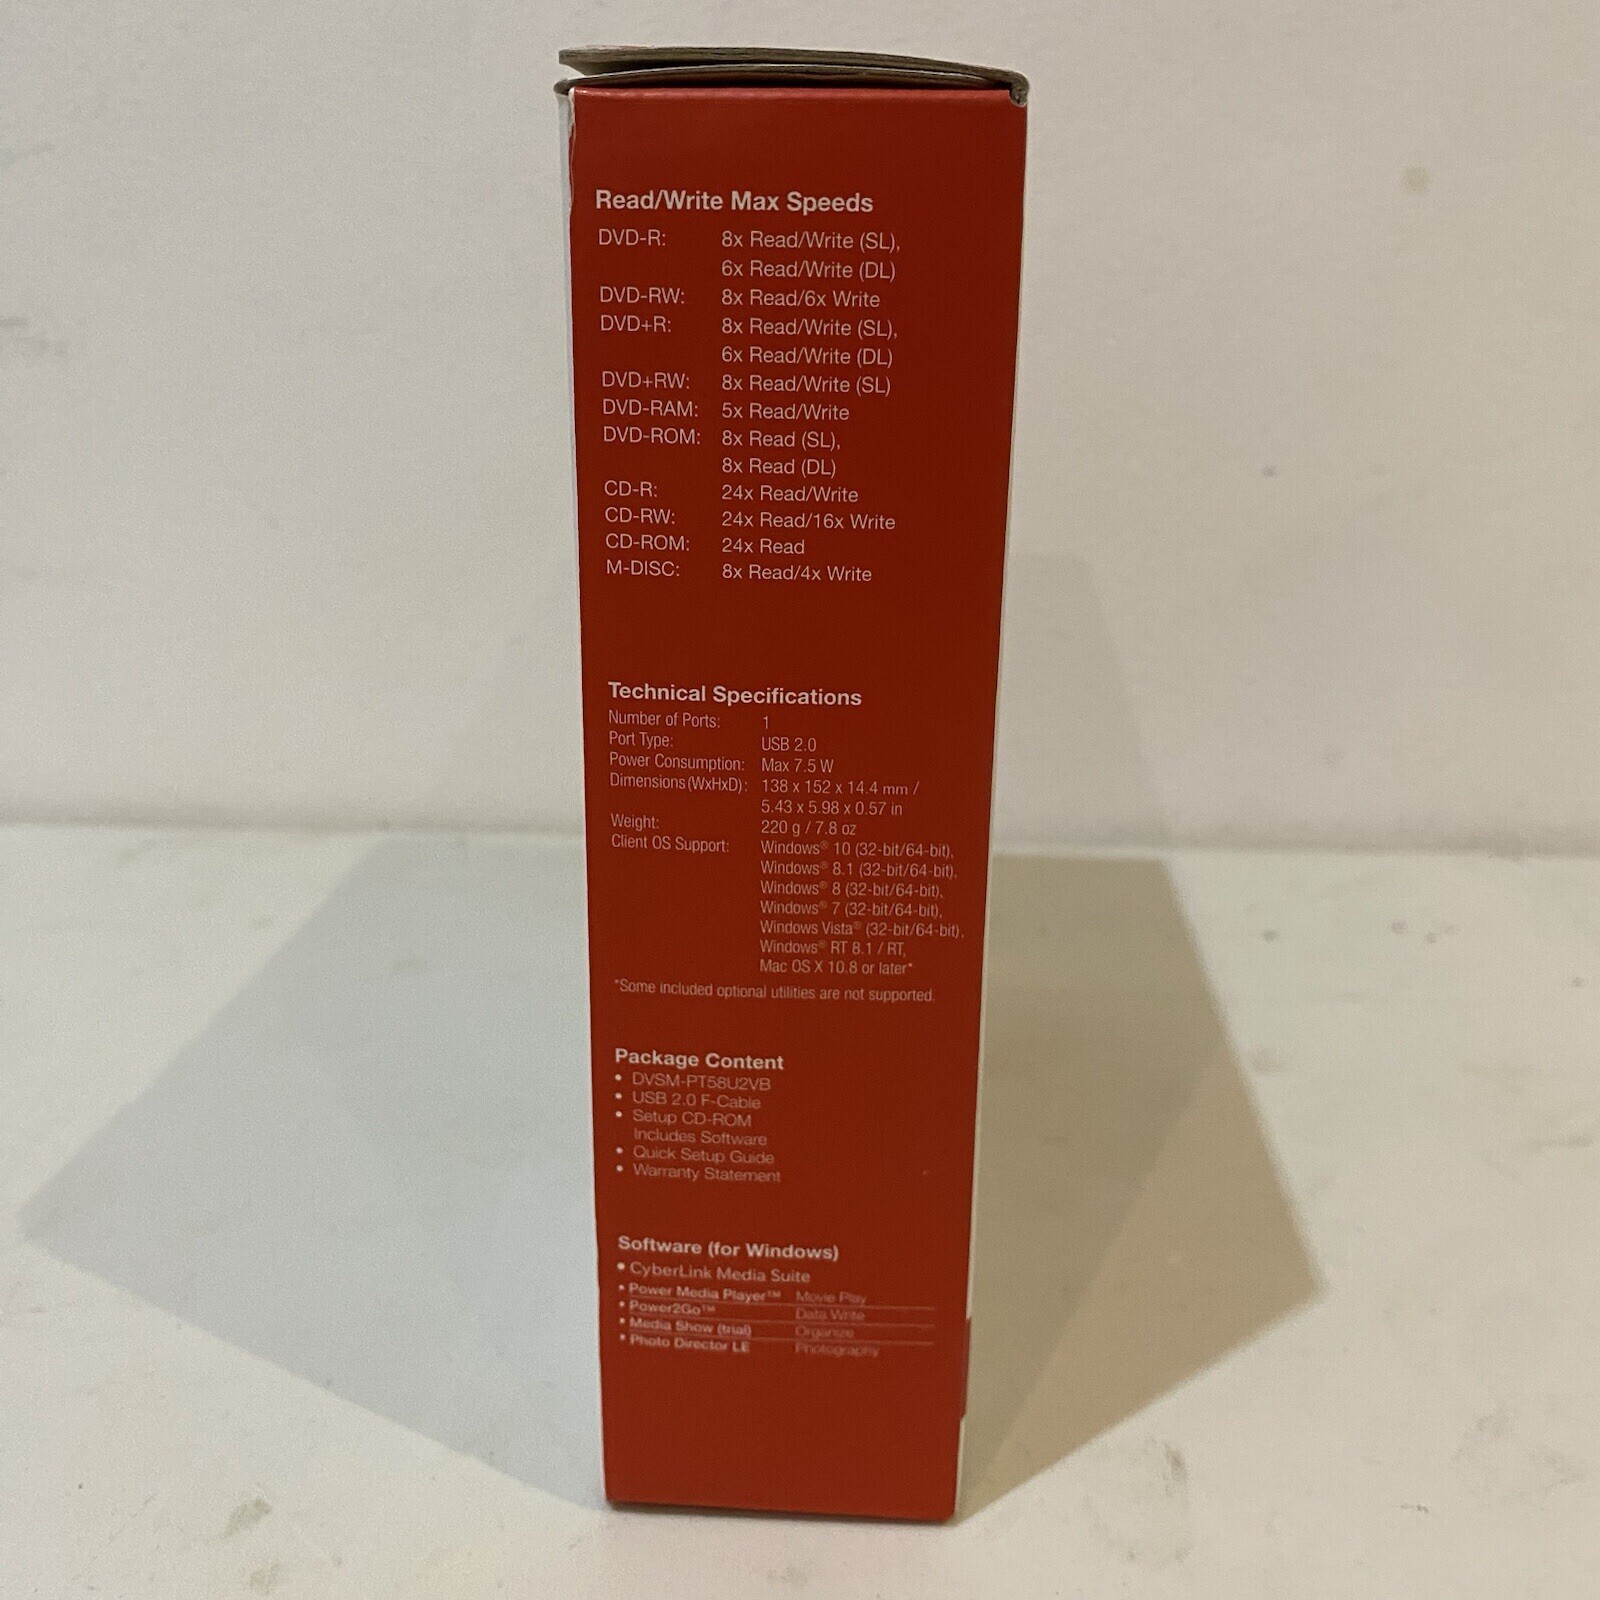 Read/Write Max Speeds
DVD-R: 8x Read/Write (SL),
6x Read/Write (DL)
DVD-RW: 8x Read/6x Write
DVD+R: 8x Read/Write (SL),
6x Read/Write (DL)
DVD+RW: 8x Read/Write (SL)
DVD-RAM: 5x Read/Write
DVD-ROM: 8x Read (SL),
8x Read (DL)
CD-R: 24x Read/Write
CD-RW: 24x Read/16x Write
CD-ROM: 24x Read
M-DISC: 8x Read/4x Write
Technical Specifications
Number of Ports: 1
Port Type: USB 2.0
Power Consumption: Max 7.5 W
Dimensions (WxHxD): 138 x 152 x 14.4 mm /
5.43 x 5.98 x 0.57 in
Weight: 220 g / 7.8 oz
Client OS Support: Windows® 10 (32-bit/64-bit),
Windows® 8.1 (32-bit/64-bit),
Windows® 8 (32-bit/64-bit),
Windows® 7 (32-bit/64-bit),
Windows Vista® (32-bit/64-bit),
Windows® RT 8.1 / RT,
Mac OS X 10.8 or later*
*Some included optional utilities are not supported.
Package Content
• DVSM-PT58U2VB
• USB 2.0 F-Cable
• Setup CD-ROM
Includes Software
• Quick Setup Guide
• Warranty Statement
Software (for Windows)
• CyberLink Media Suite
• Power Media Player™ Movie Play
• Power2Go™ Data Write
• Media Show (trial) Organize
• Photo Director LE Photography